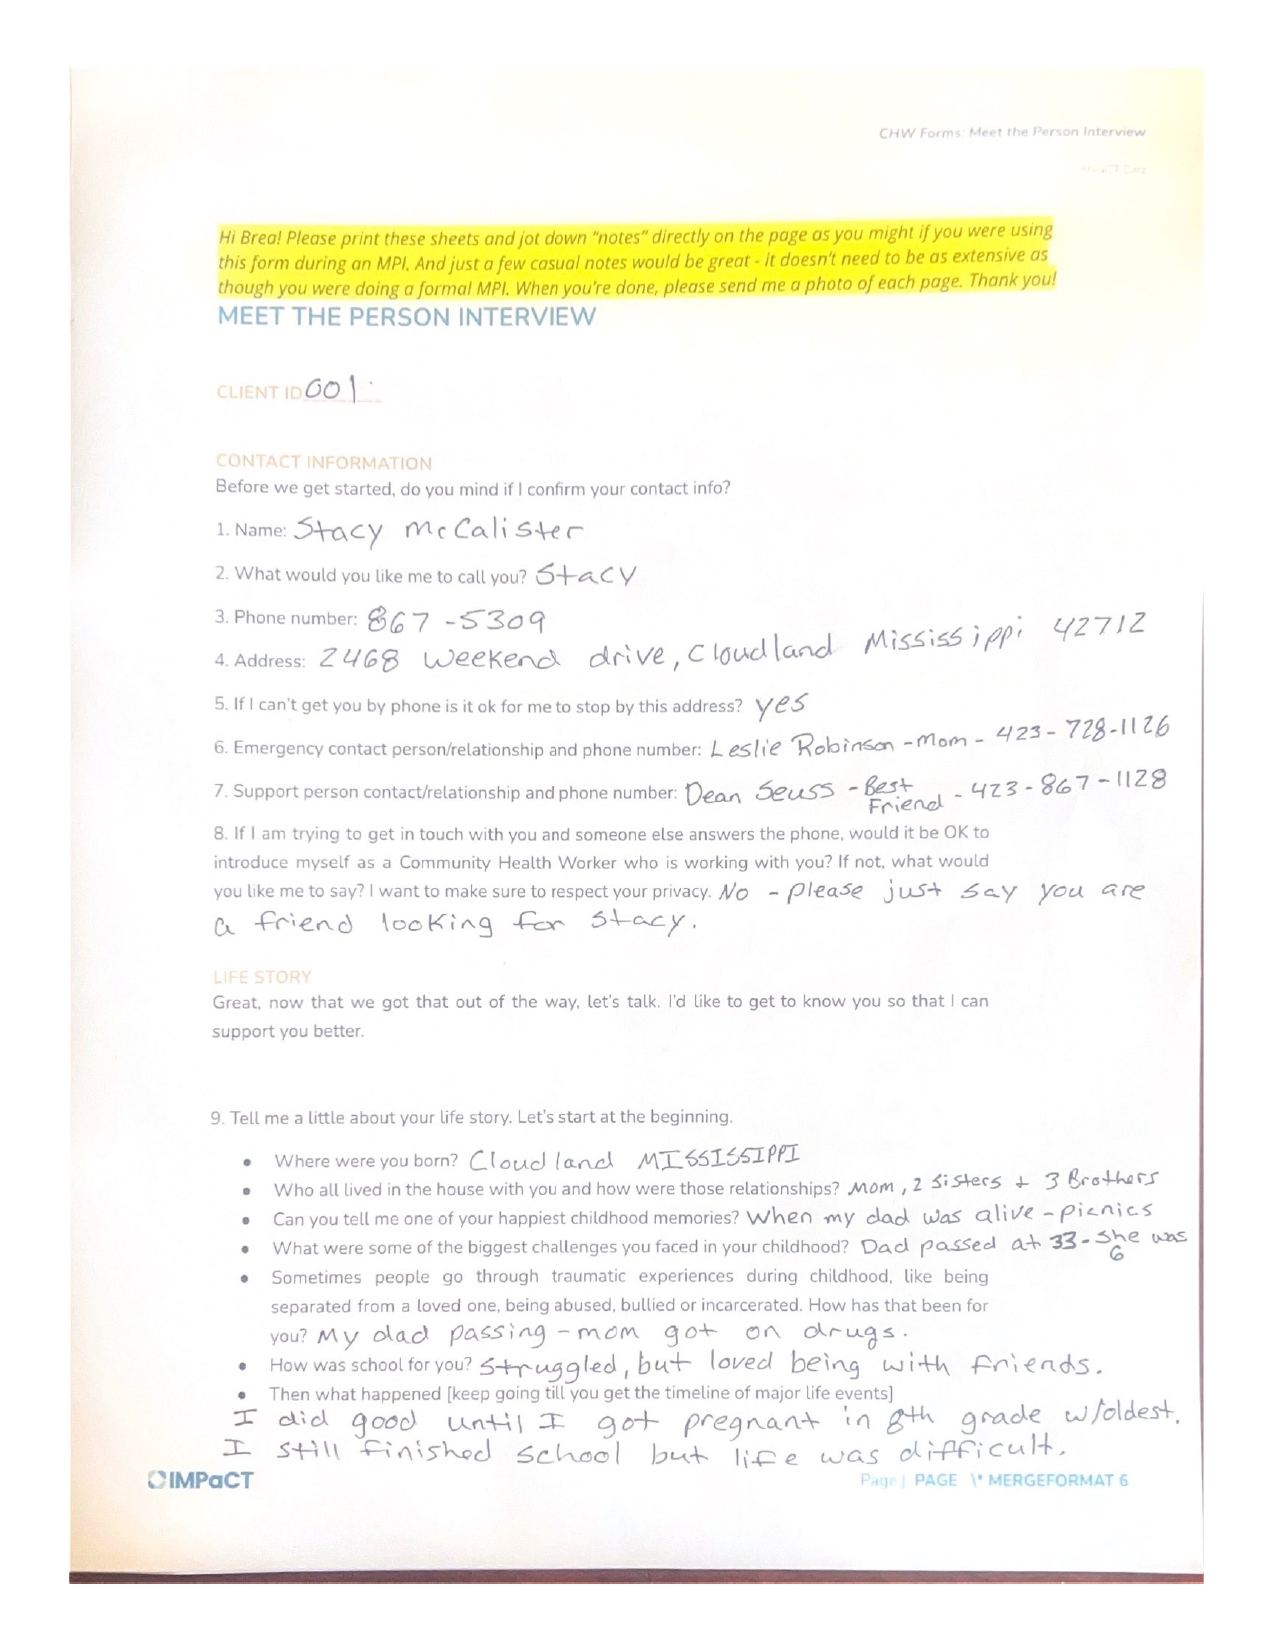 CHW Forms: Meet the Person Interview
IMPaCT Care
Hi Brea! Please print these sheets and jot down "notes" directly on the page as you might if you were using
this form during an MPI. And just a few casual notes would be great - it doesn't need to be as extensive as
though you were doing a formal MPI. When you're done, please send me a photo of each page. Thank you!
MEET THE PERSON INTERVIEW
CLIENT ID 001
CONTACT INFORMATION
Before we get started, do you mind if I confirm your contact info?
1. Name: Stacy McCalister
2. What would you like me to call you? Stacy
3. Phone number: 867-5309
4. Address: 2468 Weekend drive, Cloudland Mississippi 42712
5. If I can't get you by phone is it ok for me to stop by this address? yes
6. Emergency contact person/relationship and phone number: Leslie Robinson - Mom - 423-728-1126
7. Support person contact/relationship and phone number: Dean Seuss - Best Friend - 423-867-1128
8. If I am trying to get in touch with you and someone else answers the phone, would it be OK to
introduce myself as a Community Health Worker who is working with you? If not, what would
you like me to say? I want to make sure to respect your privacy. No - please just say you are
a friend looking for Stacy.
LIFE STORY
Great, now that we got that out of the way, let's talk. I'd like to get to know you so that I can
support you better.
9. Tell me a little about your life story. Let's start at the beginning.
• Where were you born? Cloudland MISSISSIPPI
• Who all lived in the house with you and how were those relationships? Mom, 2 Sisters + 3 Brothers
• Can you tell me one of your happiest childhood memories? When my dad was alive - picnics
• What were some of the biggest challenges you faced in your childhood? Dad passed at 33 - she was 6
• Sometimes people go through traumatic experiences during childhood, like being
separated from a loved one, being abused, bullied or incarcerated. How has that been for
you? My dad passing - mom got on drugs.
• How was school for you? Struggled, but loved being with friends.
• Then what happened [keep going till you get the timeline of major life events]
I did good until I got pregnant in 8th grade w/oldest.
I still finished school but life was difficult.
IMPaCT
Page | PAGE \* MERGEFORMAT 6